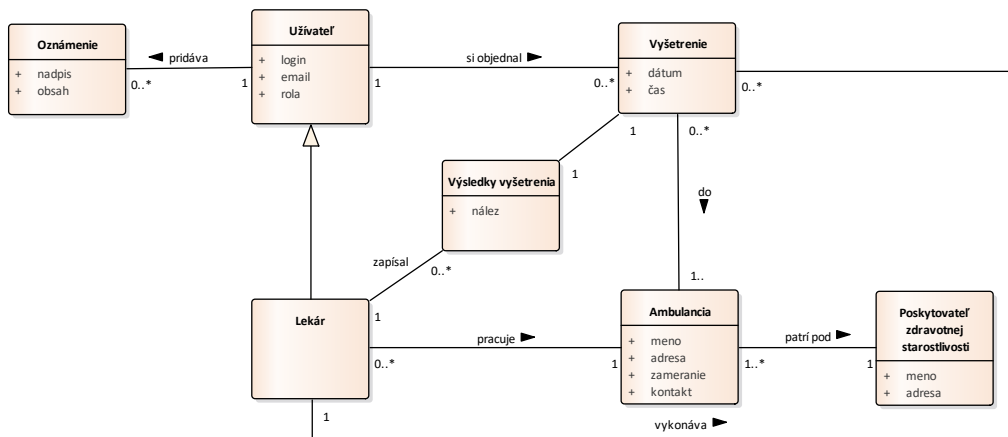 Oznámenie
+ nadpis
+ obsah
pridáva
0..*
1
Užívateľ
+ login
+ email
+ rola
1
si objednal
0..*
Vyšetrenie
+ dátum
+ čas
0..*
1
0..*
Výsledky vyšetrenia
+ nález
1
do
zapísal
0..*
1..
Lekár
1
pracuje
0..*
1
1
Ambulancia
+ meno
+ adresa
+ zameranie
+ kontakt
patrí pod
1..*
1
Poskytovateľ
zdravotnej
starostlivosti
+ meno
+ adresa
vykonáva